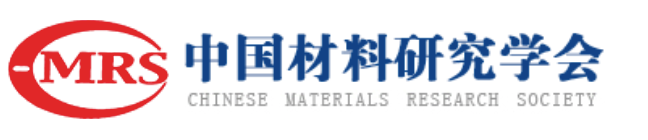 C-MRS 中国材料研究学会
CHINESE MATERIALS RESEARCH SOCIETY